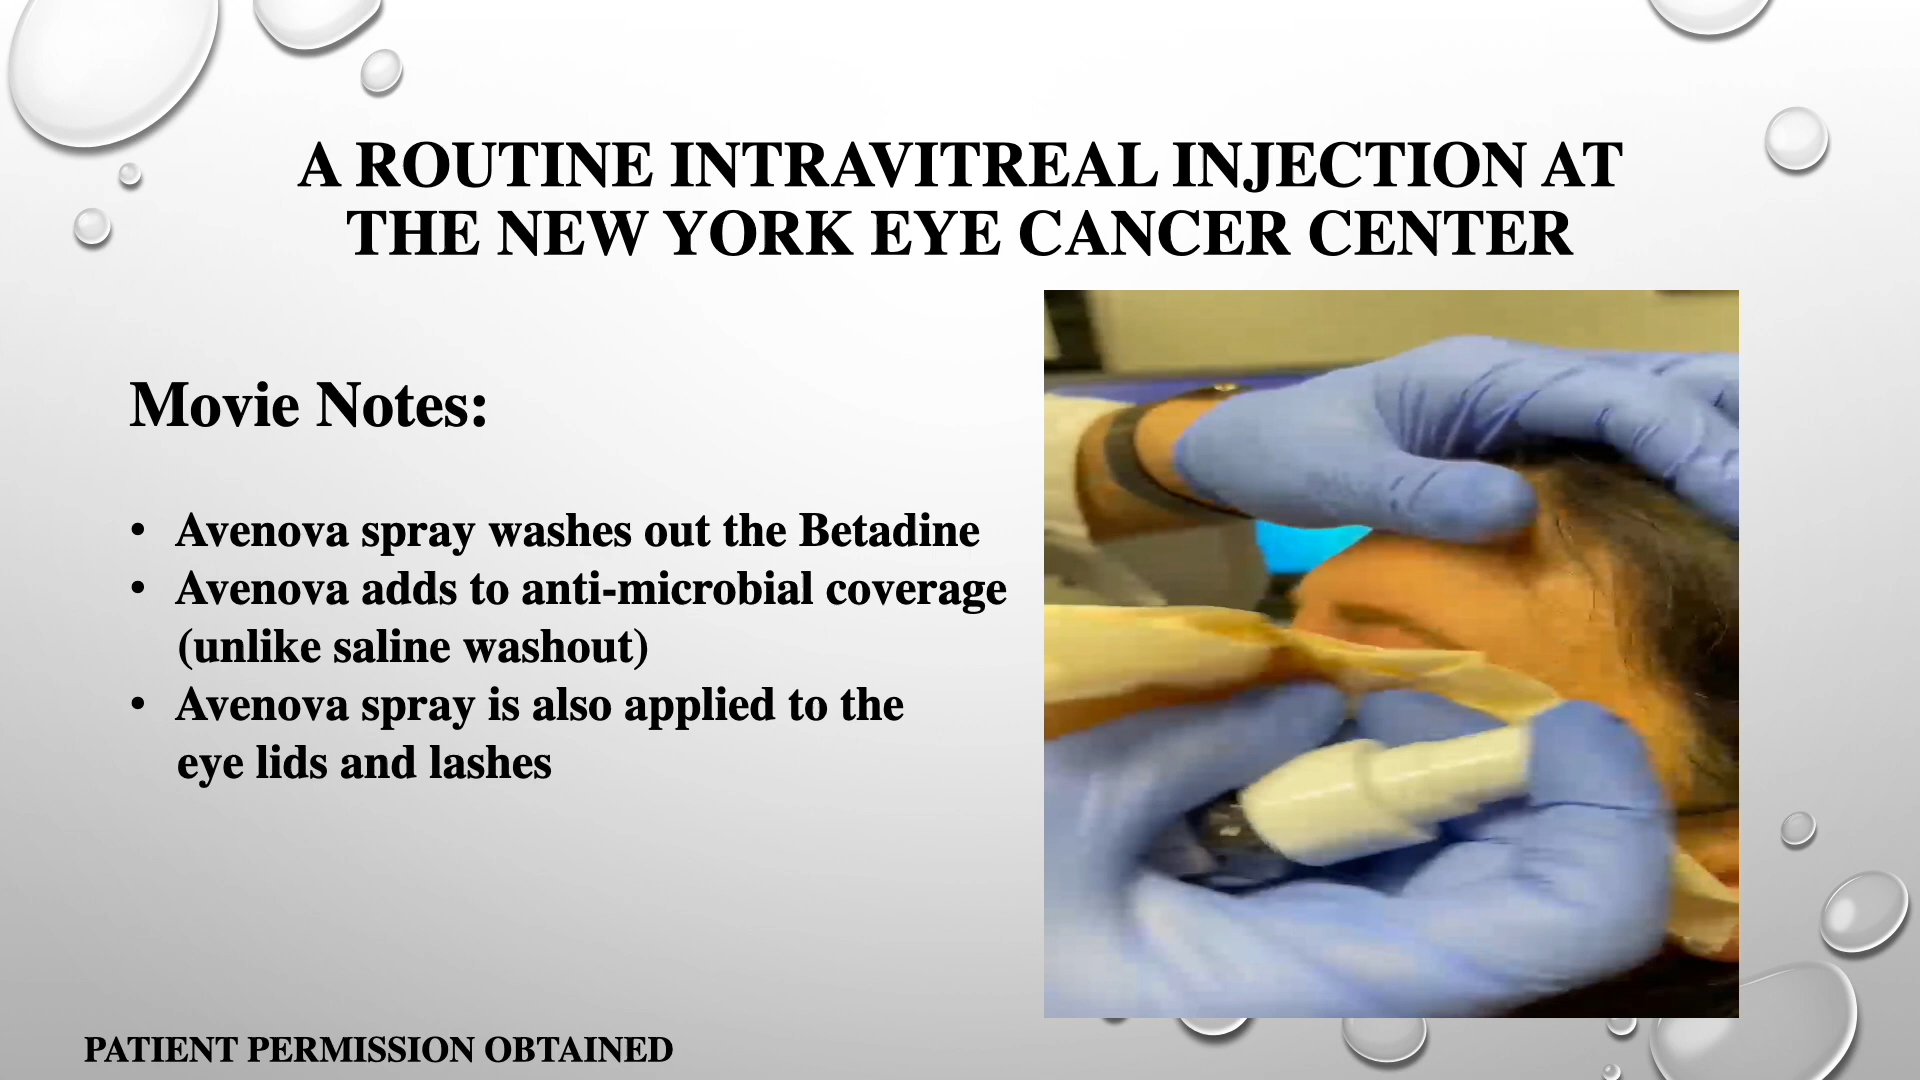 A ROUTINE INTRAVITREAL INJECTION AT
THE NEW YORK EYE CANCER CENTER
Movie Notes:
• Avenova spray washes out the Betadine
• Avenova adds to anti-microbial coverage
(unlike saline washout)
• Avenova spray is also applied to the
eye lids and lashes
PATIENT PERMISSION OBTAINED